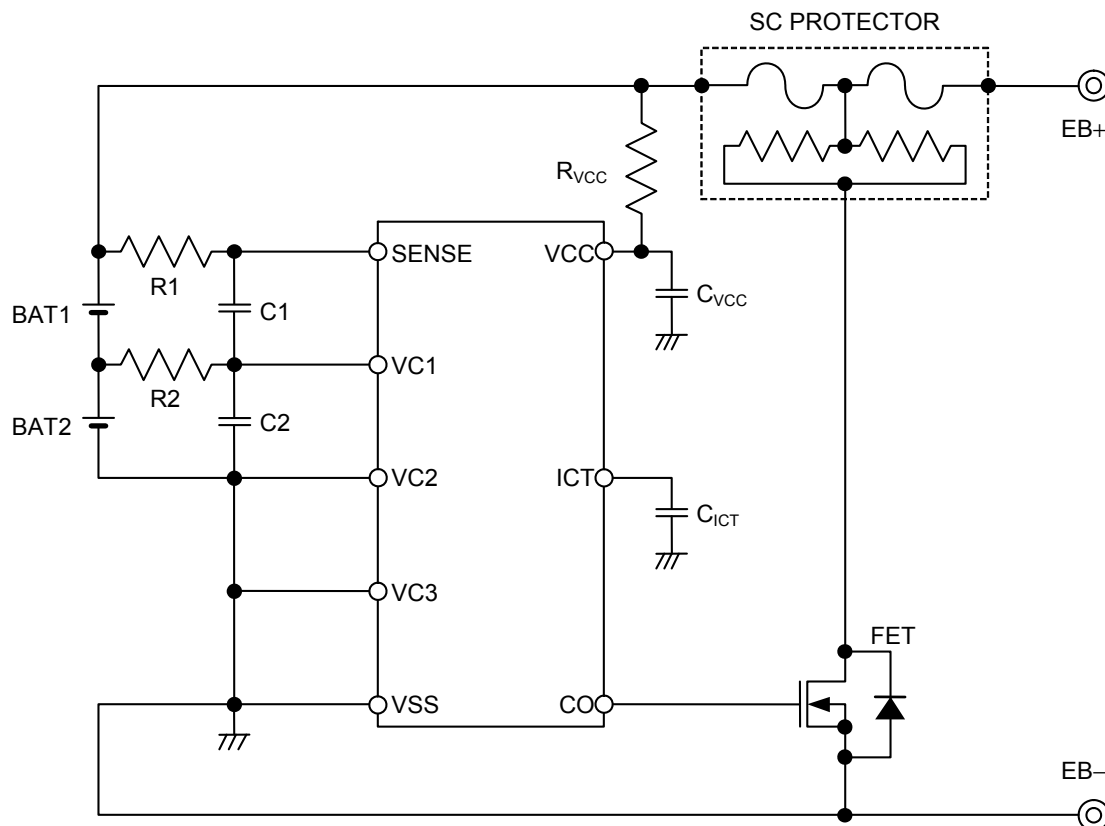 SC PROTECTOR
EB+
RVCC
SENSE
VCC
R1
CVCC
BAT1
C1
VC1
R2
BAT2
C2
VC2
ICT
CICT
VC3
FET
VSS
CO
EB–